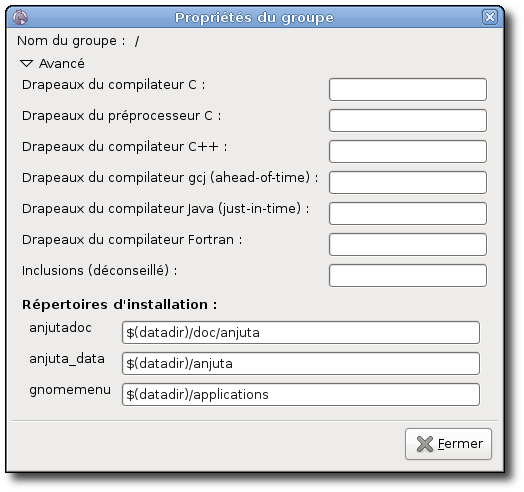 Propriétés du groupe
Nom du groupe : /
Avancé
Drapeaux du compilateur C :
Drapeaux du préprocesseur C :
Drapeaux du compilateur C++ :
Drapeaux du compilateur gcj (ahead-of-time) :
Drapeaux du compilateur Java (just-in-time) :
Drapeaux du compilateur Fortran :
Inclusions (déconseillé) :
Répertoires d'installation :
anjutadoc $(datadir)/doc/anjuta
anjuta_data $(datadir)/anjuta
gnomemenu $(datadir)/applications
Fermer